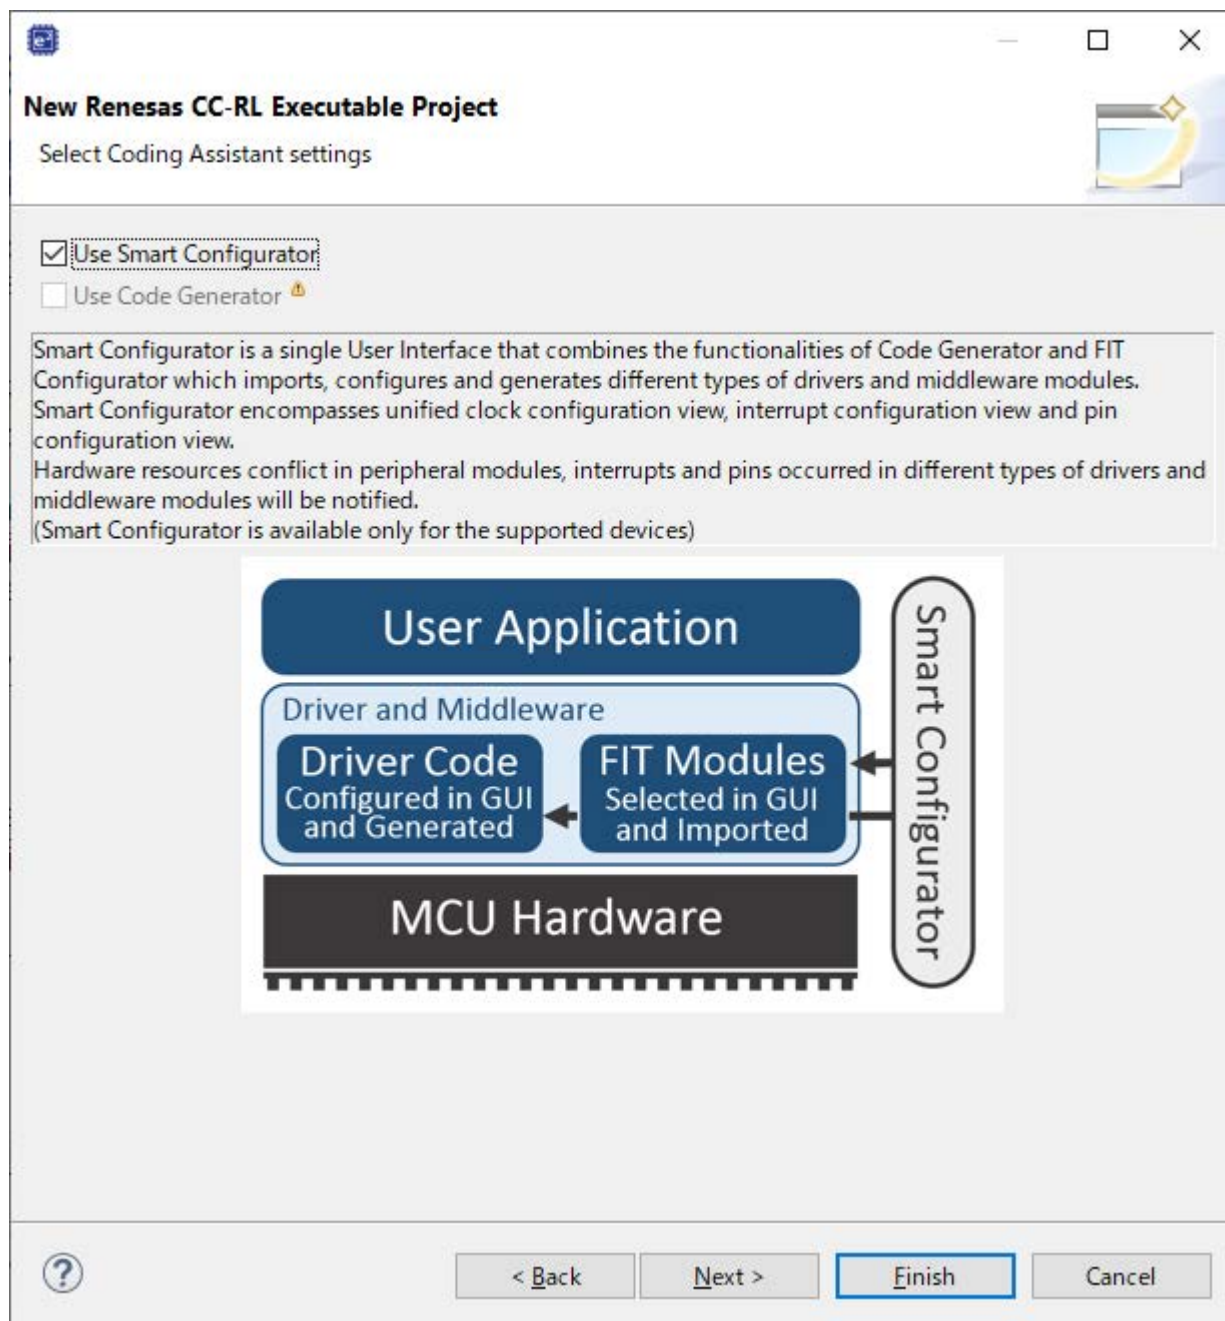 e²
New Renesas CC-RL Executable Project
Select Coding Assistant settings
Use Smart Configurator
Use Code Generator
Smart Configurator is a single User Interface that combines the functionalities of Code Generator and FIT
Configurator which imports, configures and generates different types of drivers and middleware modules.
Smart Configurator encompasses unified clock configuration view, interrupt configuration view and pin
configuration view.
Hardware resources conflict in peripheral modules, interrupts and pins occurred in different types of drivers and
middleware modules will be notified.
(Smart Configurator is available only for the supported devices)
User Application
Driver and Middleware
Driver Code
Configured in GUI
and Generated
FIT Modules
Selected in GUI
and Imported
MCU Hardware
Smart Configurator
?
< Back
Next >
Finish
Cancel